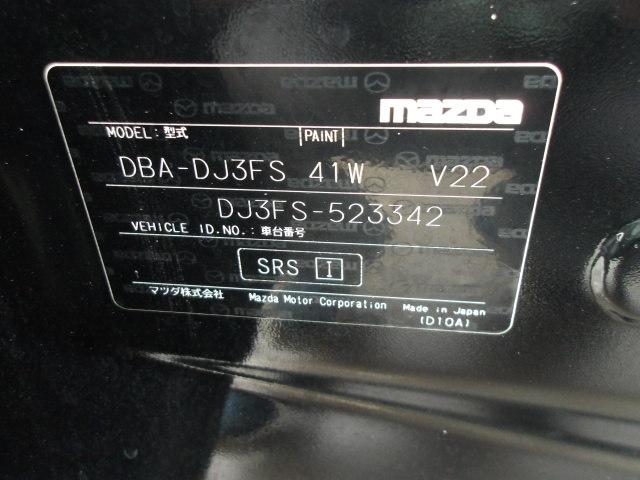 mazda
MODEL: 型式 PAINT
DBA-DJ3FS 41W V22
DJ3FS-523342
VEHICLE ID.NO.: 車台番号
SRS I
マツダ株式会社 Mazda Motor Corporation Made in Japan
(D10A)